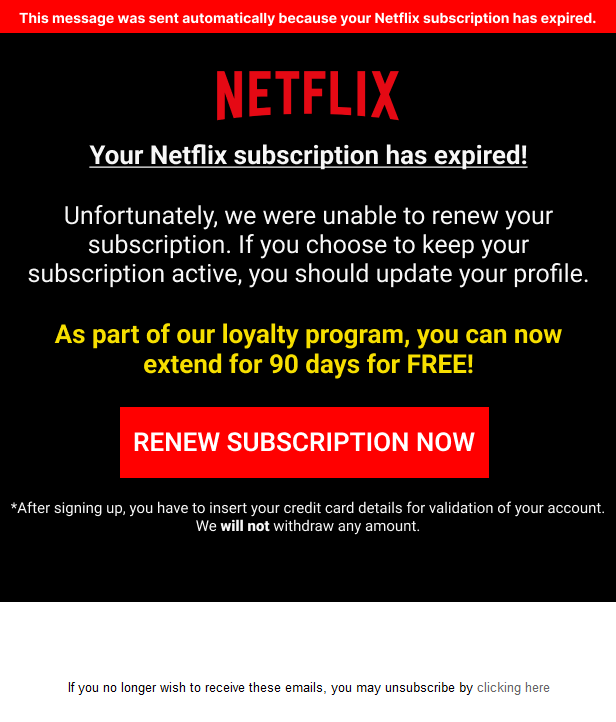 This message was sent automatically because your Netflix subscription has expired.
NETFLIX
Your Netflix subscription has expired!
Unfortunately, we were unable to renew your
subscription. If you choose to keep your
subscription active, you should update your profile.
As part of our loyalty program, you can now
extend for 90 days for FREE!
RENEW SUBSCRIPTION NOW
*After signing up, you have to insert your credit card details for validation of your account.
We will not withdraw any amount.
If you no longer wish to receive these emails, you may unsubscribe by clicking here